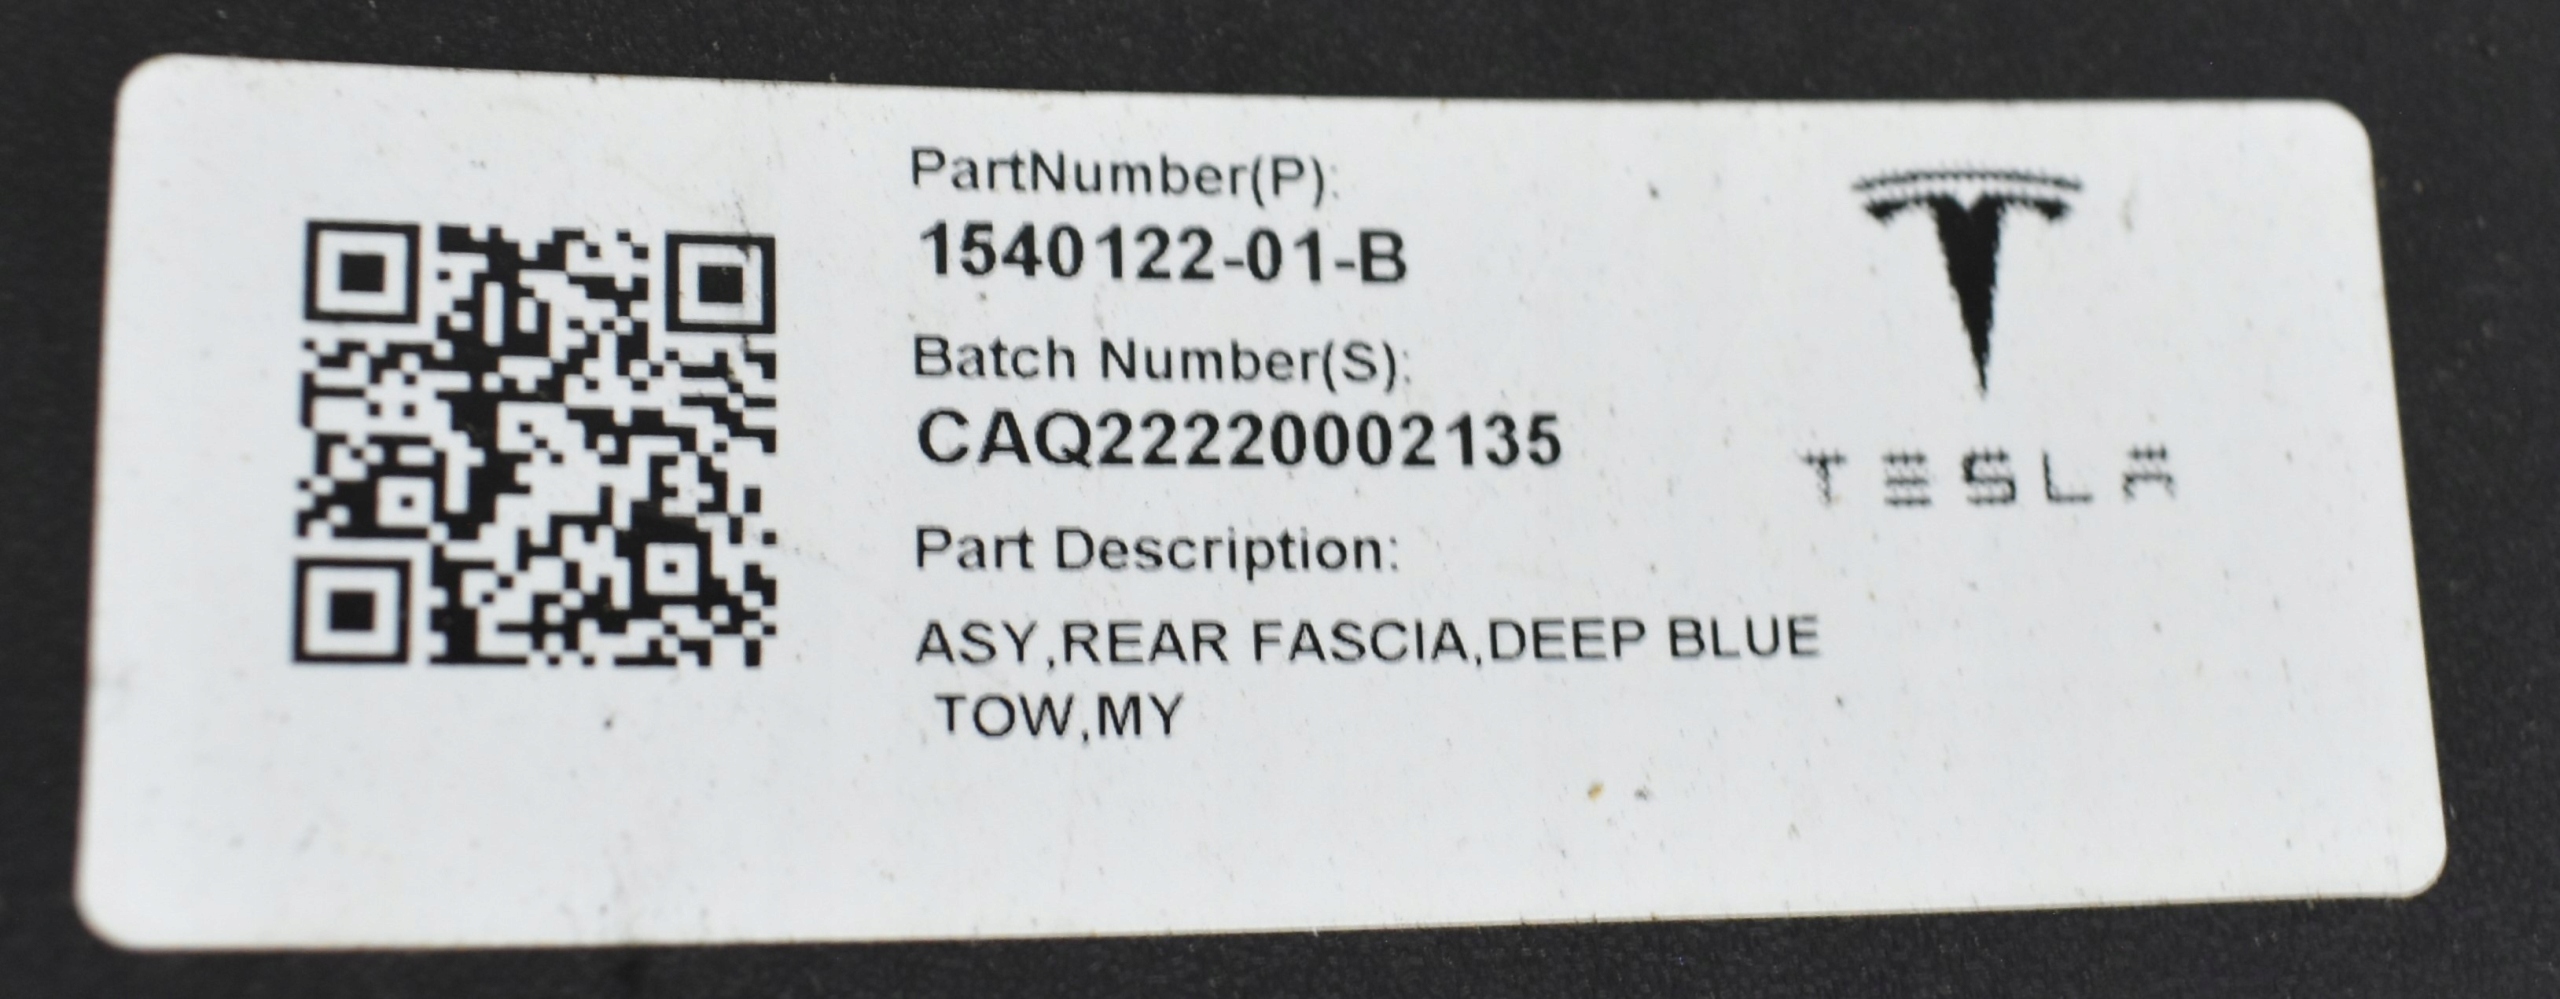 PartNumber(P):
1540122-01-B
Batch Number(S):
CAQ22220002135
Part Description:
ASY,REAR FASCIA,DEEP BLUE
TOW,MY
TESLA